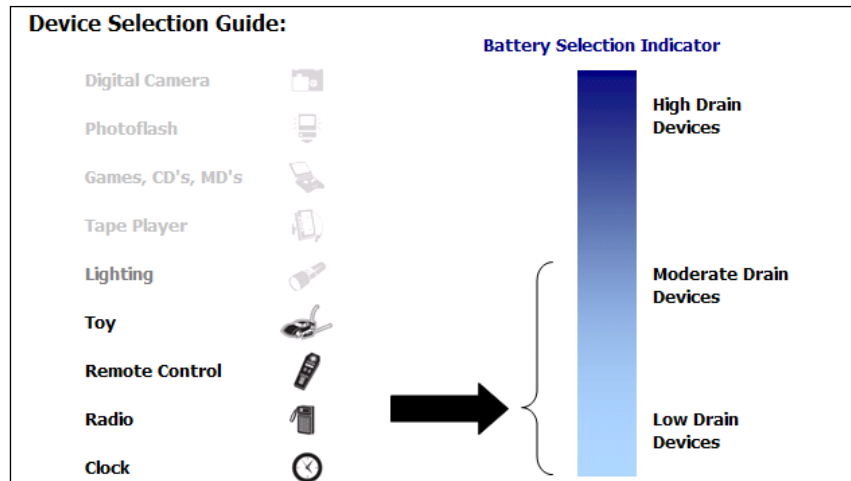 Device Selection Guide:
Battery Selection Indicator
Digital Camera
Photoflash
Games, CD's, MD's
Tape Player
Lighting
Toy
Remote Control
Radio
Clock
High Drain
Devices
Moderate Drain
Devices
Low Drain
Devices